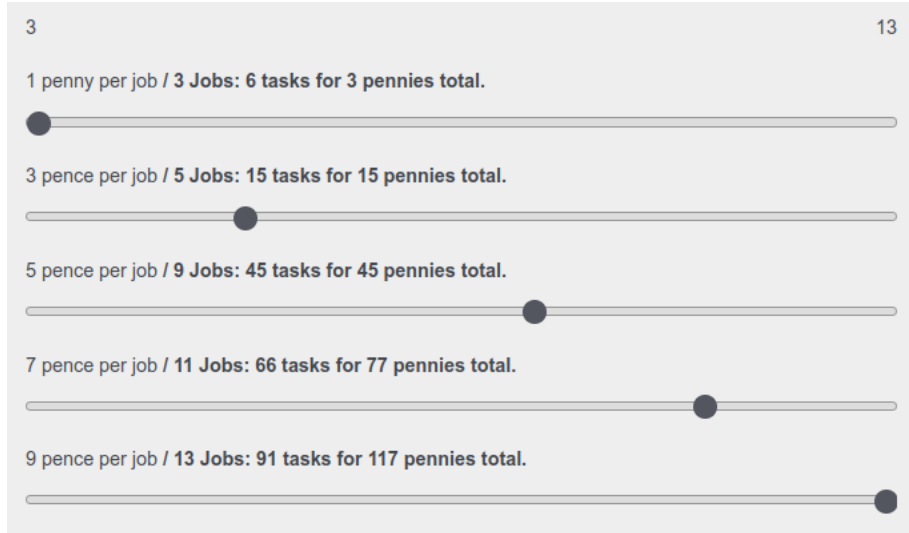 3 13
1 penny per job / 3 Jobs: 6 tasks for 3 pennies total.
3 pence per job / 5 Jobs: 15 tasks for 15 pennies total.
5 pence per job / 9 Jobs: 45 tasks for 45 pennies total.
7 pence per job / 11 Jobs: 66 tasks for 77 pennies total.
9 pence per job / 13 Jobs: 91 tasks for 117 pennies total.